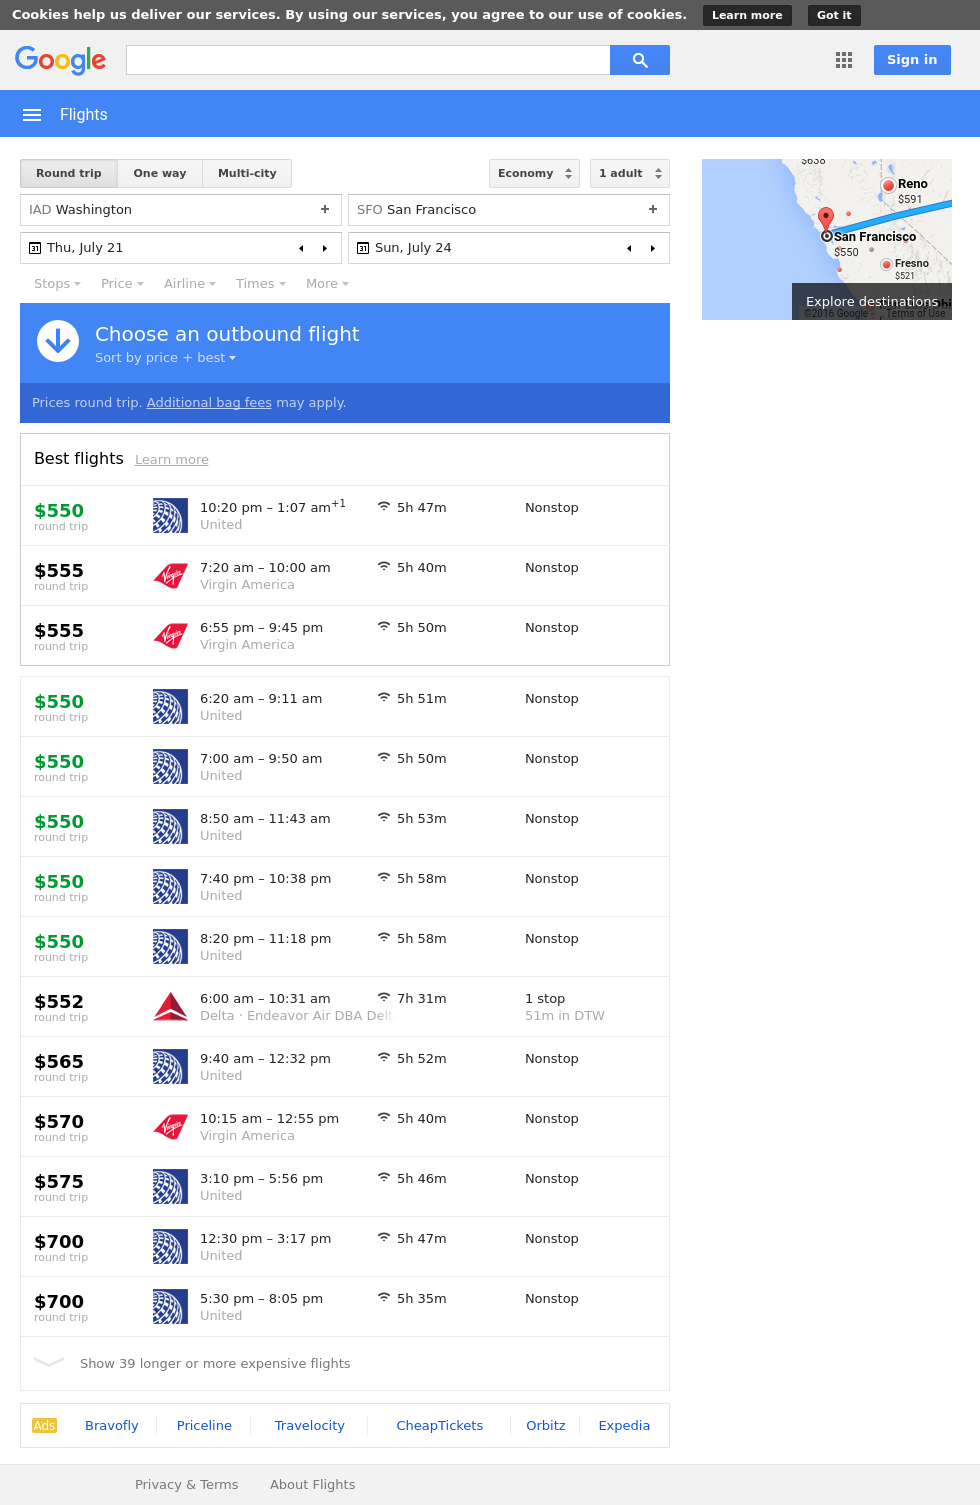 Cookies help us deliver our services. By using our services, you agree to our use of cookies. Learn more Got it
Google Sign in
Flights
Round trip One way Multi-city Economy 1 adult
IAD Washington + SFO San Francisco +
31 Thu, July 21 31 Sun, July 24
Stops Price Airline Times More
$638
Reno
$591
San Francisco
$550
Fresno
$521
Explore destinations
©2016 Google Terms of Use
Choose an outbound flight
Sort by price + best
Prices round trip. Additional bag fees may apply.
Best flights Learn more
$550 10:20 pm – 1:07 am+1 5h 47m Nonstop
round trip United
$555 7:20 am – 10:00 am 5h 40m Nonstop
round trip Virgin America
$555 6:55 pm – 9:45 pm 5h 50m Nonstop
round trip Virgin America
$550 6:20 am – 9:11 am 5h 51m Nonstop
round trip United
$550 7:00 am – 9:50 am 5h 50m Nonstop
round trip United
$550 8:50 am – 11:43 am 5h 53m Nonstop
round trip United
$550 7:40 pm – 10:38 pm 5h 58m Nonstop
round trip United
$550 8:20 pm – 11:18 pm 5h 58m Nonstop
round trip United
$552 6:00 am – 10:31 am 7h 31m 1 stop
round trip Delta · Endeavor Air DBA Delt 51m in DTW
$565 9:40 am – 12:32 pm 5h 52m Nonstop
round trip United
$570 10:15 am – 12:55 pm 5h 40m Nonstop
round trip Virgin America
$575 3:10 pm – 5:56 pm 5h 46m Nonstop
round trip United
$700 12:30 pm – 3:17 pm 5h 47m Nonstop
round trip United
$700 5:30 pm – 8:05 pm 5h 35m Nonstop
round trip United
Show 39 longer or more expensive flights
Ads Bravofly Priceline Travelocity CheapTickets Orbitz Expedia
Privacy & Terms About Flights